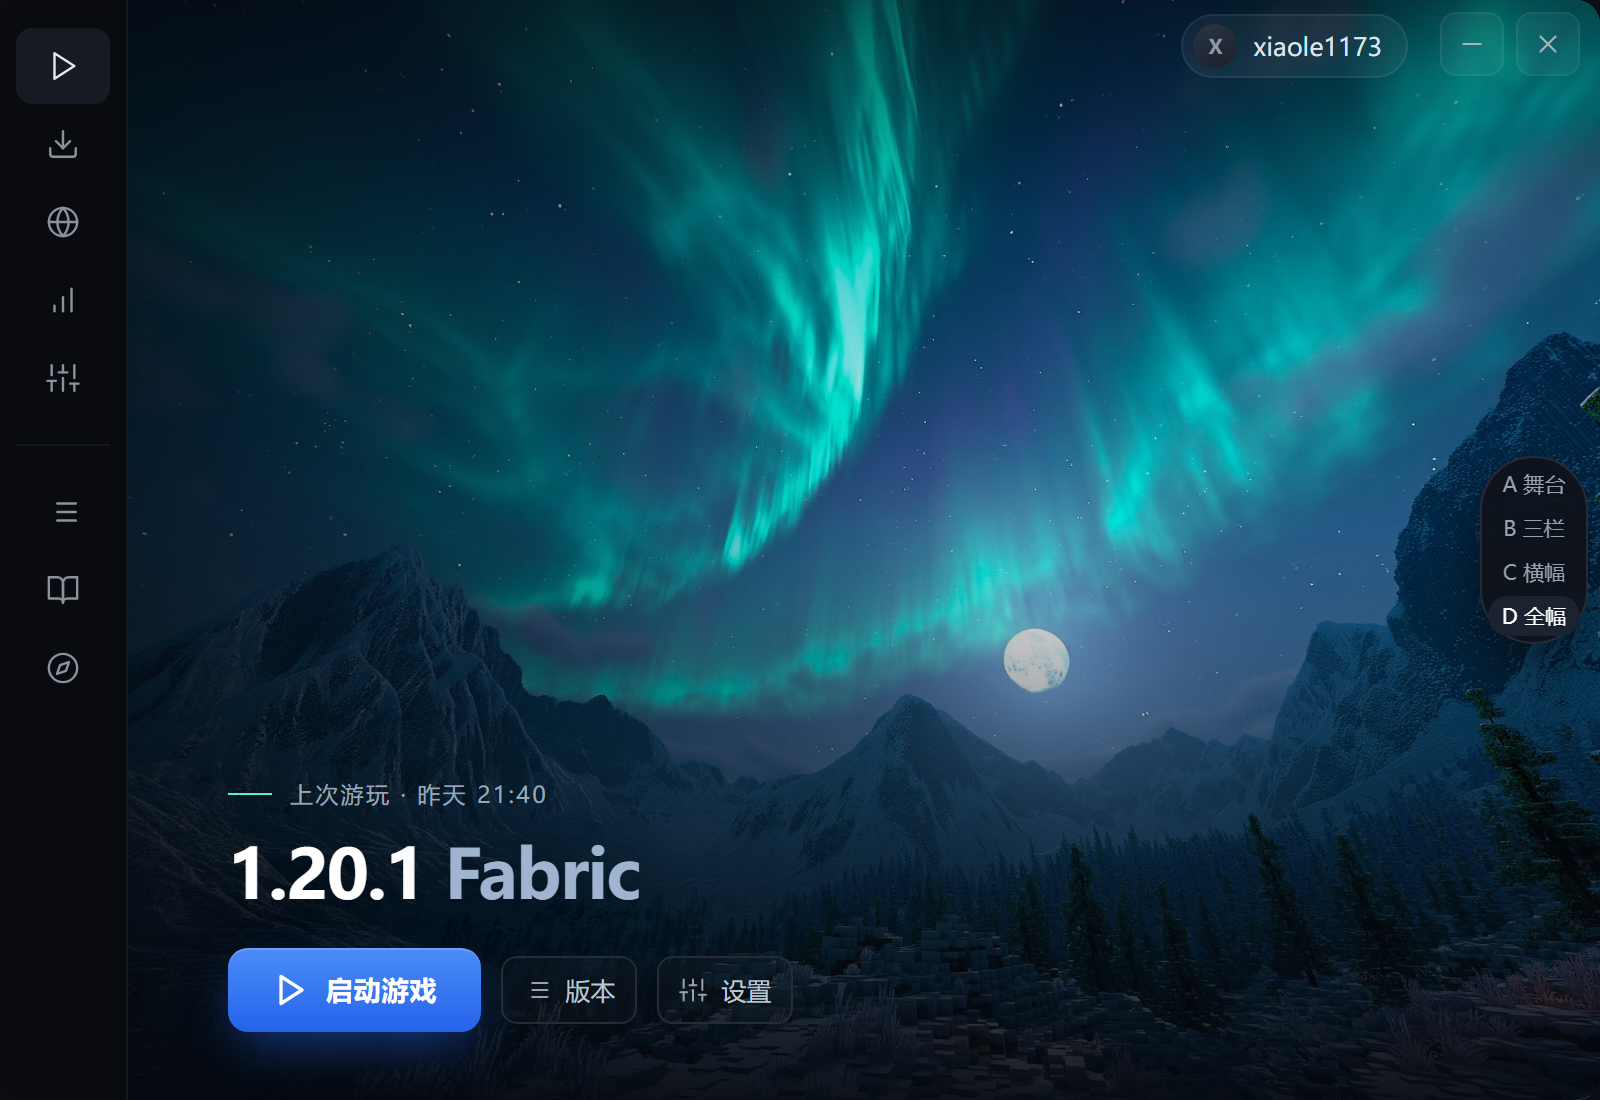 X xiaole1173
A 舞台
B 三栏
C 横幅
D 全幅
上次游玩 · 昨天 21:40
1.20.1 Fabric
启动游戏
版本
设置